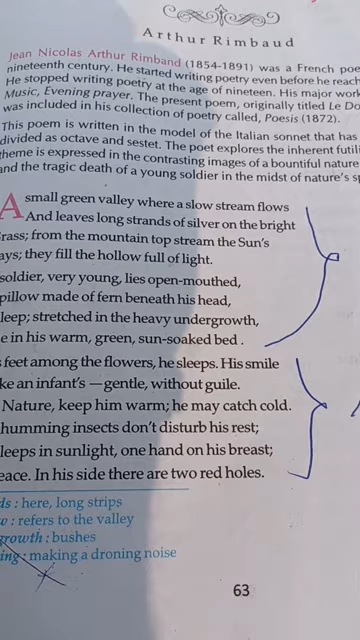 Arthur Rimbaud
Jean Nicolas Arthur Rimband (1854-1891) was a French poe
nineteenth century. He started writing poetry even before he reach
He stopped writing poetry at the age of nineteen. His major work
Music, Evening prayer. The present poem, originally titled Le Do
was included in his collection of poetry called, Poesis (1872).
This poem is written in the model of the Italian sonnet that has
divided as octave and sestet. The poet explores the inherent futili
theme is expressed in the contrasting images of a bountiful nature
and the tragic death of a young soldier in the midst of nature's sp
A small green valley where a slow stream flows
And leaves long strands of silver on the bright
rass; from the mountain top stream the Sun's
ays; they fill the hollow full of light.
soldier, very young, lies open-mouthed,
pillow made of fern beneath his head,
leep; stretched in the heavy undergrowth,
e in his warm, green, sun-soaked bed .
s feet among the flowers, he sleeps. His smile
ke an infant's — gentle, without guile.
Nature, keep him warm; he may catch cold.
humming insects don't disturb his rest;
leeps in sunlight, one hand on his breast;
eace. In his side there are two red holes.
ds : here, long strips
w : refers to the valley
growth : bushes
ing : making a droning noise
63